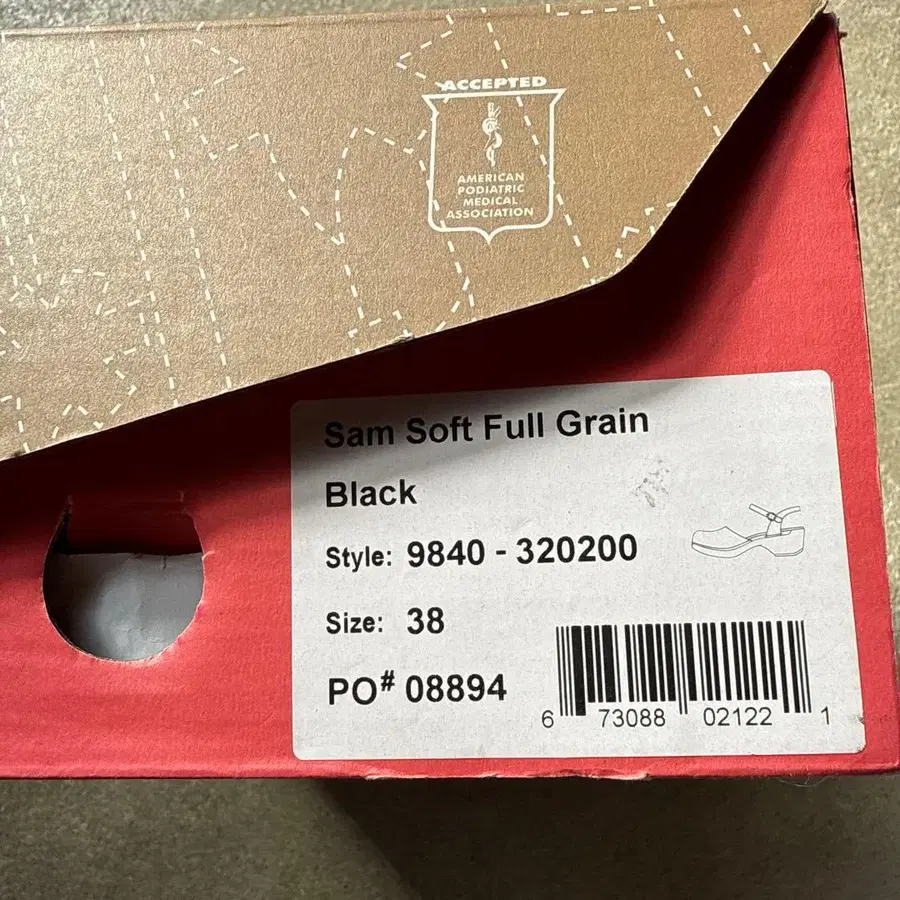 ACCEPTED
AMERICAN
PODIATRIC
MEDICAL
ASSOCIATION
Sam Soft Full Grain
Black
Style: 9840 - 320200
Size: 38
PO# 08894
6 73088 02122 1